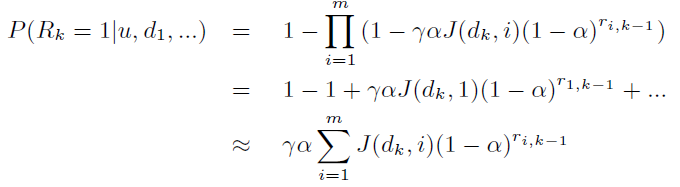 P(R_k = 1|u, d_1, ...) = 1 − ∏_{i=1}^{m} (1 − γαJ(d_k, i)(1 − α)^{r_{i,k−1}})
= 1 − 1 + γαJ(d_k, 1)(1 − α)^{r_{1,k−1}} + ...
≈ γα ∑_{i=1}^{m} J(d_k, i)(1 − α)^{r_{i,k−1}}